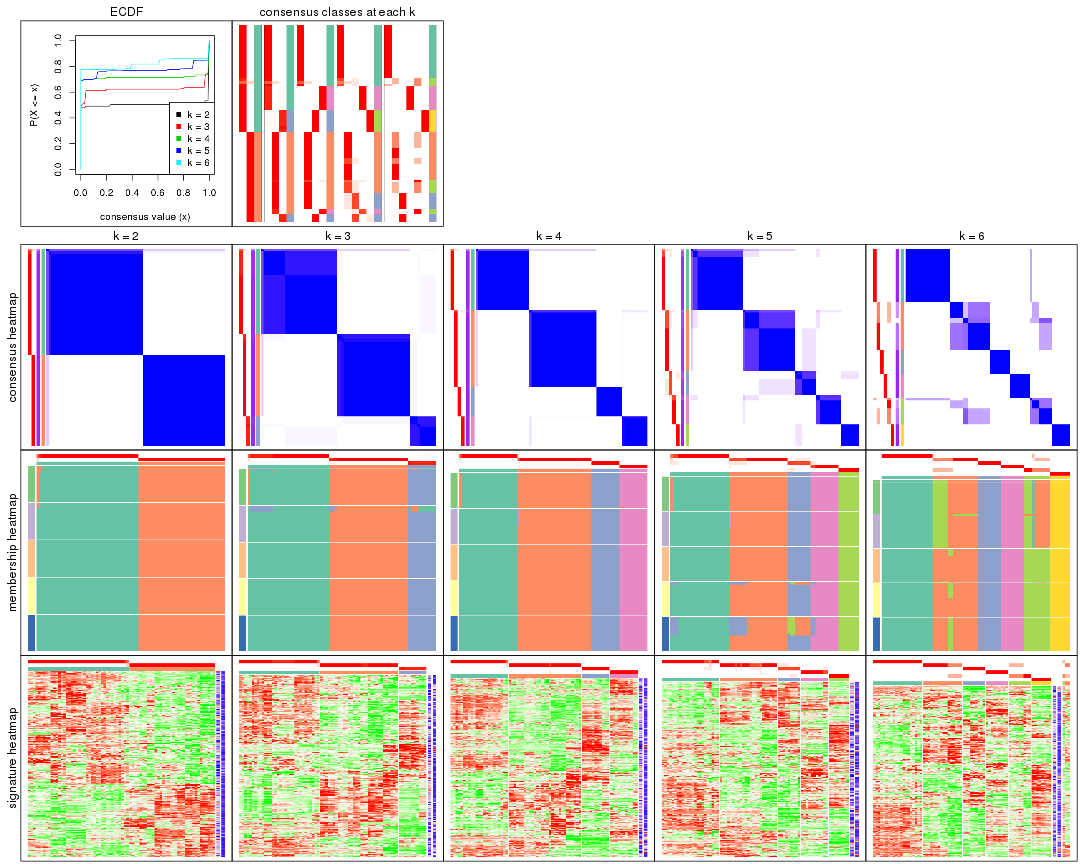 ECDF
consensus classes at each k
P(X <= x)
0.0 0.2 0.4 0.6 0.8 1.0
k = 2
k = 3
k = 4
k = 5
k = 6
0.0 0.2 0.4 0.6 0.8 1.0
consensus value (x)
k = 2
k = 3
k = 4
k = 5
k = 6
consensus heatmap
membership heatmap
signature heatmap